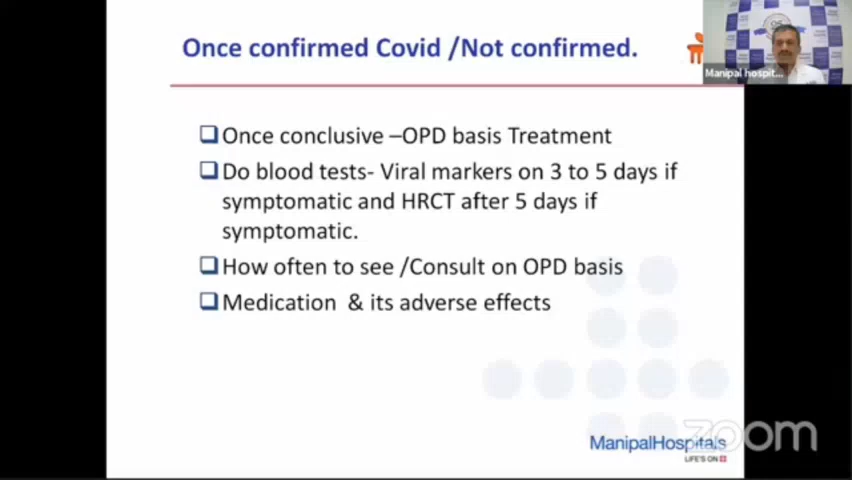 Once confirmed Covid /Not confirmed.
Manipal hospit...
Once conclusive –OPD basis Treatment
Do blood tests- Viral markers on 3 to 5 days if
symptomatic and HRCT after 5 days if
symptomatic.
How often to see /Consult on OPD basis
Medication & its adverse effects
zoom
ManipalHospitals
LIFE'S ON